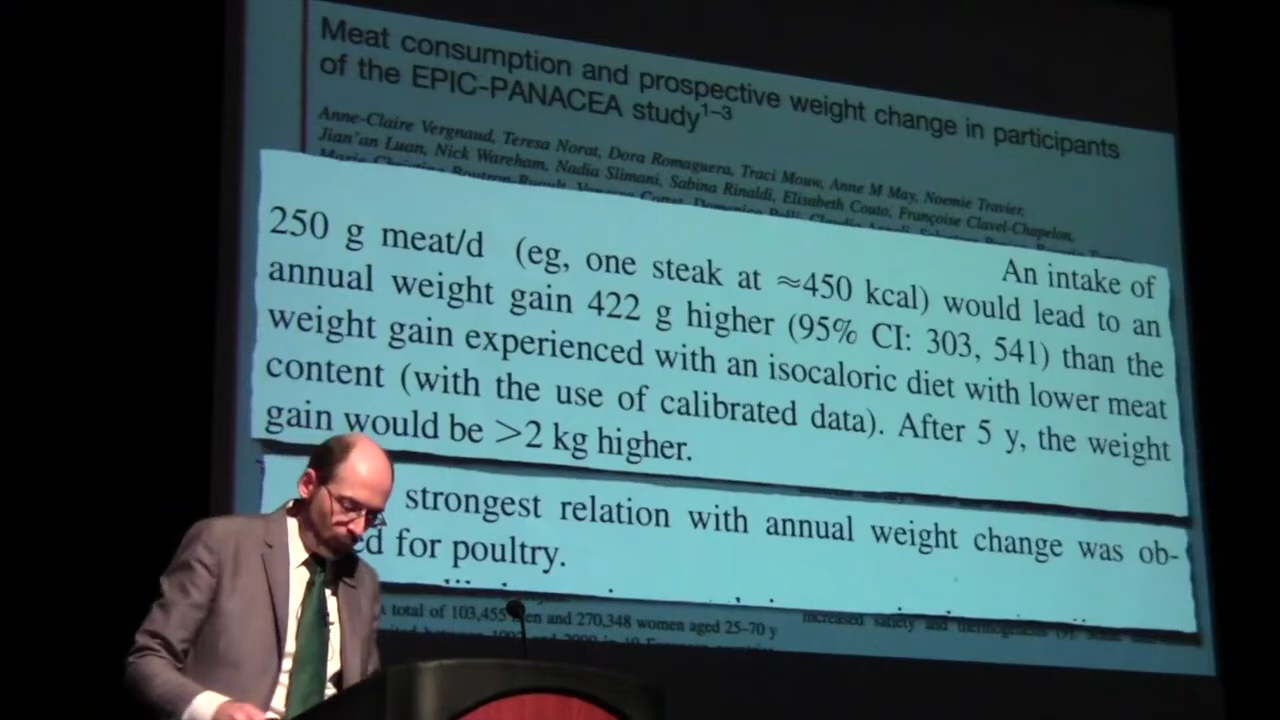 Meat consumption and prospective weight change in participants
of the EPIC-PANACEA study1–3
Anne-Claire Vergnaud, Teresa Norat, Dora Romaguera, Traci Mouw, Anne M May, Noemie Travier,
Jian'an Luan, Nick Wareham, Nadia Slimani, Sabina Rinaldi, Elisabeth Couto, Françoise Clavel-Chapelon,
An intake of
250 g meat/d (eg, one steak at ≈450 kcal) would lead to an
annual weight gain 422 g higher (95% CI: 303, 541) than the
weight gain experienced with an isocaloric diet with lower meat
content (with the use of calibrated data). After 5 y, the weight
gain would be >2 kg higher.
strongest relation with annual weight change was ob-
ed for poultry.
total of 103,455 men and 270,348 women aged 25–70 y
increased satiety and thermogenesis